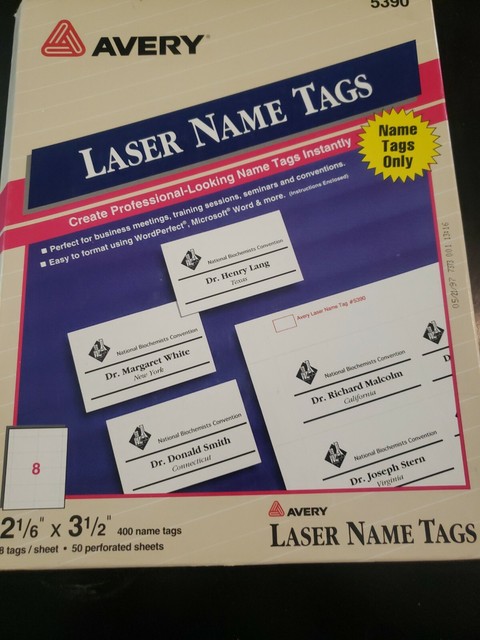 5390
AVERY®
LASER NAME TAGS
Name
Tags
Only
Create Professional-Looking Name Tags Instantly
■ Perfect for business meetings, training sessions, seminars and conventions.
■ Easy to format using WordPerfect®, Microsoft® Word & more. (Instructions Enclosed)
National Biochemists Convention
Dr. Henry Lang
Texas
National Biochemists Convention
Dr. Margaret White
New York
National Biochemists Convention
Dr. Donald Smith
Connecticut
Avery Laser Name Tag #5390
National Biochemists Convention
Dr. Richard Malcolm
California
D
National Biochemists Convention
Dr. Joseph Stern
Virginia
8
2 1/6" x 3 1/2" 400 name tags
8 tags / sheet • 50 perforated sheets
AVERY
LASER NAME TAGS